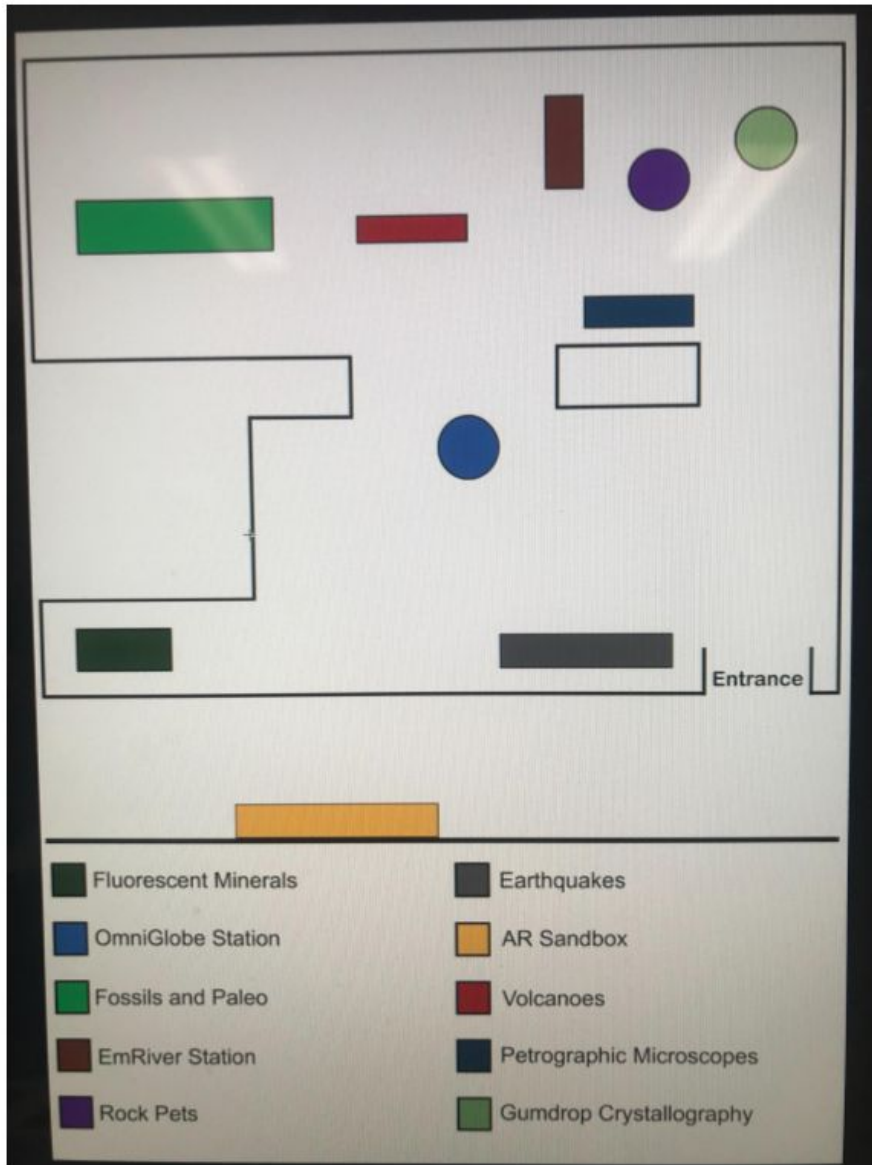 Entrance
Fluorescent Minerals
Earthquakes
OmniGlobe Station
AR Sandbox
Fossils and Paleo
Volcanoes
EmRiver Station
Petrographic Microscopes
Rock Pets
Gumdrop Crystallography